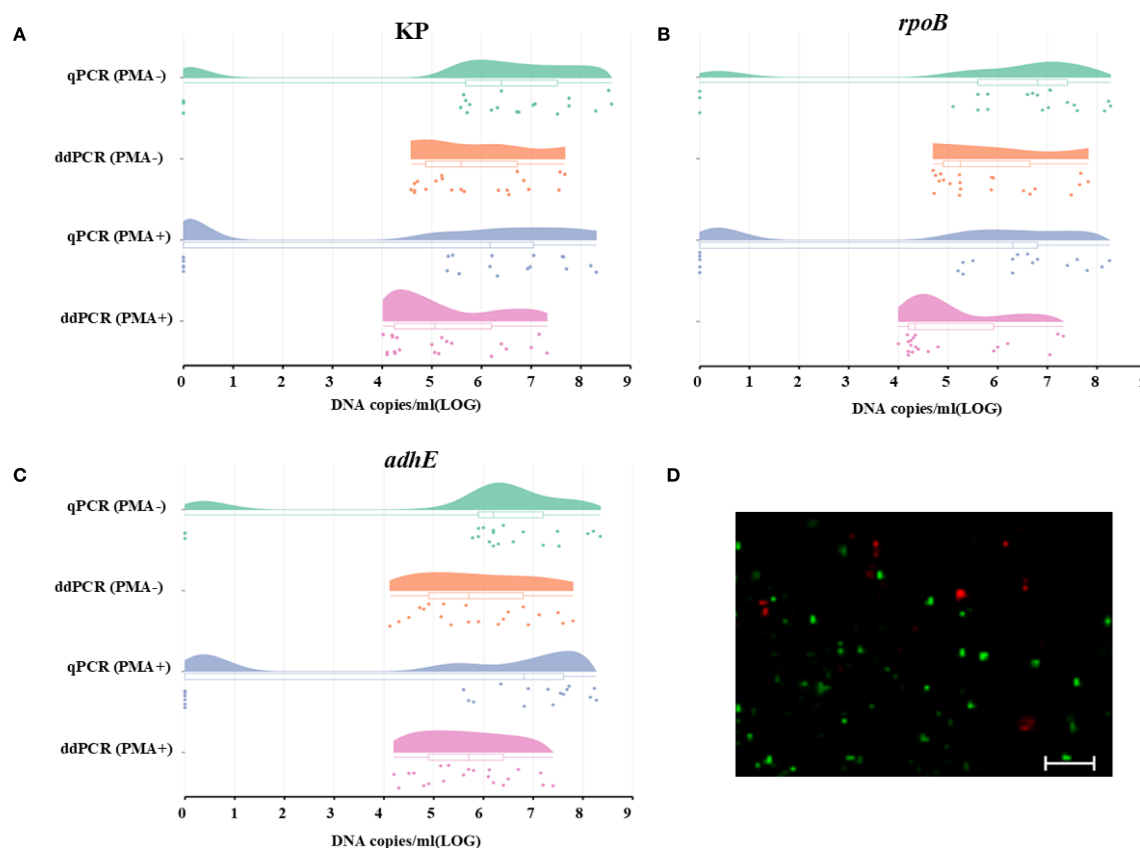 A
KP
qPCR (PMA-)
ddPCR (PMA-)
qPCR (PMA+)
ddPCR (PMA+)
0 1 2 3 4 5 6 7 8 9
DNA copies/ml(LOG)
B
rpoB
0 1 2 3 4 5 6 7 8 9
DNA copies/ml(LOG)
C
adhE
qPCR (PMA-)
ddPCR (PMA-)
qPCR (PMA+)
ddPCR (PMA+)
0 1 2 3 4 5 6 7 8 9
DNA copies/ml(LOG)
D